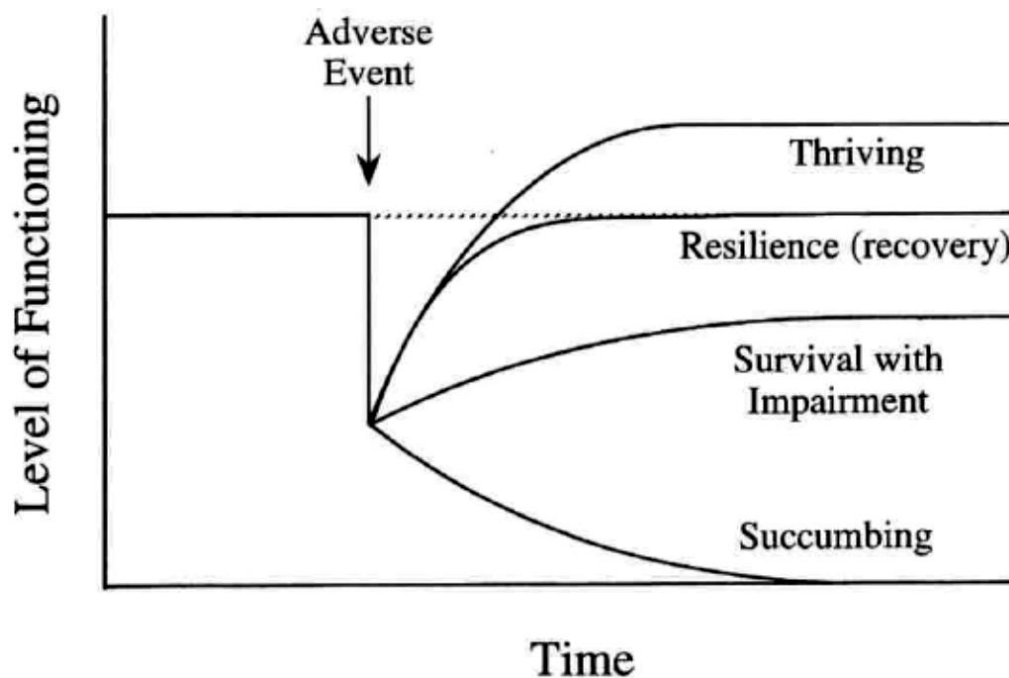 Adverse
Event
Level of Functioning
Thriving
Resilience (recovery)
Survival with
Impairment
Succumbing
Time